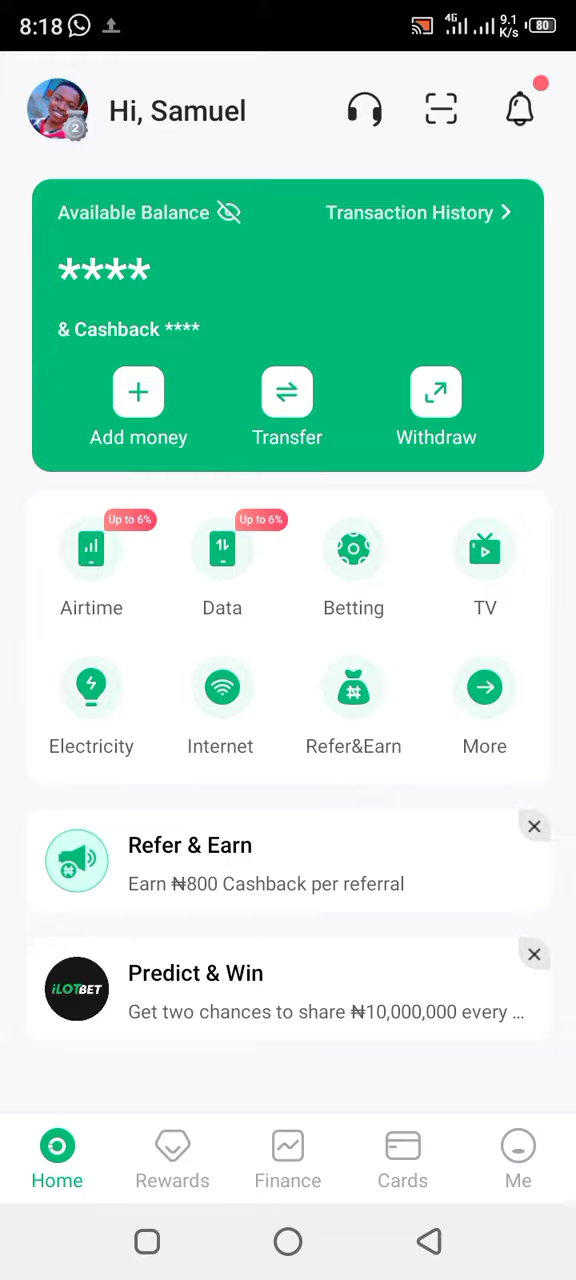 8:18
4G 9.1 K/s 80
Hi, Samuel
2
Available Balance
Transaction History
****
& Cashback ****
Add money
Transfer
Withdraw
Up to 6%
Up to 6%
Airtime
Data
Betting
TV
Electricity
Internet
Refer&Earn
More
Refer & Earn
Earn ₦800 Cashback per referral
iLOTBET
Predict & Win
Get two chances to share ₦10,000,000 every ...
Home
Rewards
Finance
Cards
Me